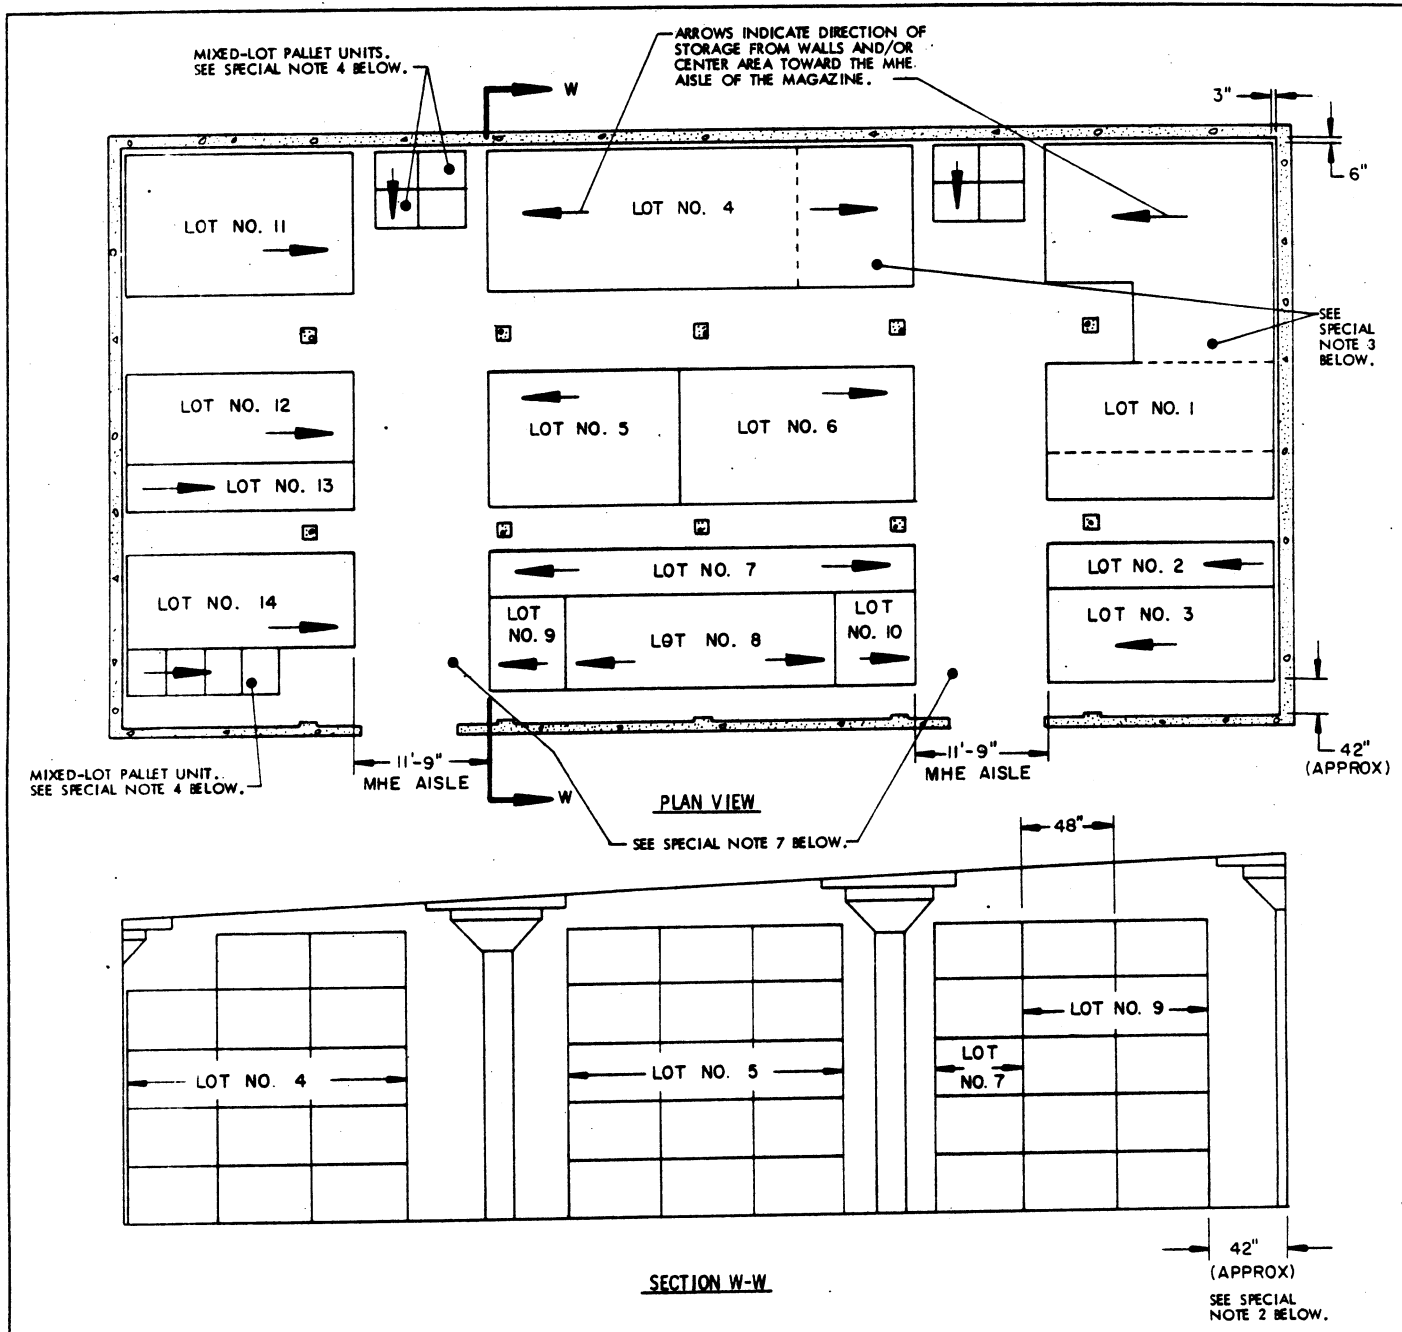 MIXED-LOT PALLET UNITS.
SEE SPECIAL NOTE 4 BELOW.
ARROWS INDICATE DIRECTION OF
STORAGE FROM WALLS AND/OR
CENTER AREA TOWARD THE MHE
AISLE OF THE MAGAZINE.
W
3"
6"
LOT NO. 11
LOT NO. 4
SEE
SPECIAL
NOTE 3
BELOW.
LOT NO. 12
LOT NO. 5
LOT NO. 6
LOT NO. 1
LOT NO. 13
LOT NO. 7
LOT NO. 2
LOT NO. 14
LOT
NO. 9
LOT NO. 8
LOT
NO. 10
LOT NO. 3
MIXED-LOT PALLET UNIT.
SEE SPECIAL NOTE 4 BELOW.
11'-9"
MHE AISLE
W
PLAN VIEW
11'-9"
MHE AISLE
42"
(APPROX)
SEE SPECIAL NOTE 7 BELOW.
48"
LOT NO. 4
LOT NO. 5
LOT NO. 9
LOT
NO. 7
SECTION W-W
42"
(APPROX)
SEE SPECIAL
NOTE 2 BELOW.